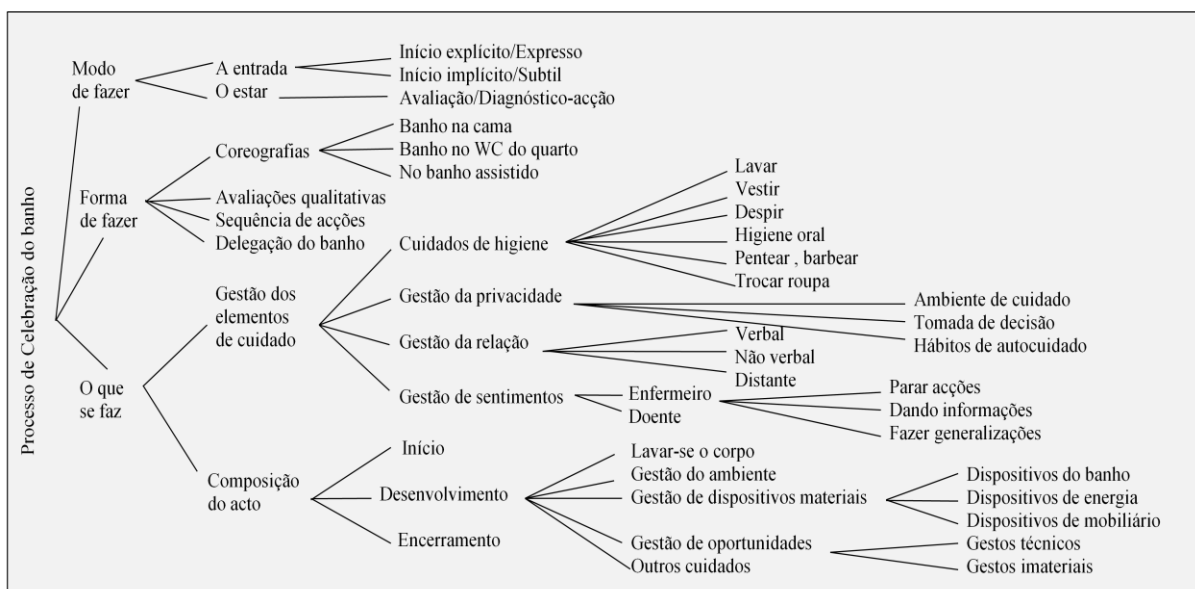 Processo de Celebração do banho
Modo
de fazer
A entrada
O estar
Início explícito/Expresso
Início implícito/Subtil
Avaliação/Diagnóstico-acção
Forma
de fazer
Coreografias
Banho na cama
Banho no WC do quarto
No banho assistido
Avaliações qualitativas
Sequência de acções
Delegação do banho
O que
se faz
Gestão dos
elementos
de cuidado
Cuidados de higiene
Lavar
Vestir
Despir
Higiene oral
Pentear , barbear
Trocar roupa
Gestão da privacidade
Ambiente de cuidado
Tomada de decisão
Hábitos de autocuidado
Gestão da relação
Verbal
Não verbal
Distante
Gestão de sentimentos
Enfermeiro
Doente
Parar acções
Dando informações
Fazer generalizações
Composição
do acto
Início
Desenvolvimento
Encerramento
Lavar-se o corpo
Gestão do ambiente
Gestão de dispositivos materiais
Dispositivos do banho
Dispositivos de energia
Dispositivos de mobiliário
Gestão de oportunidades
Outros cuidados
Gestos técnicos
Gestos imateriais